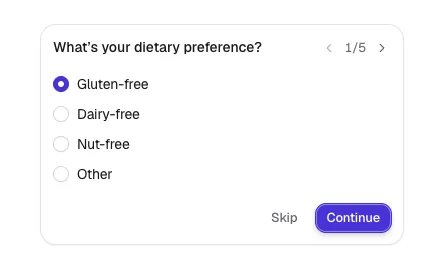 What's your dietary preference?
1/5
Gluten-free
Dairy-free
Nut-free
Other
Skip
Continue